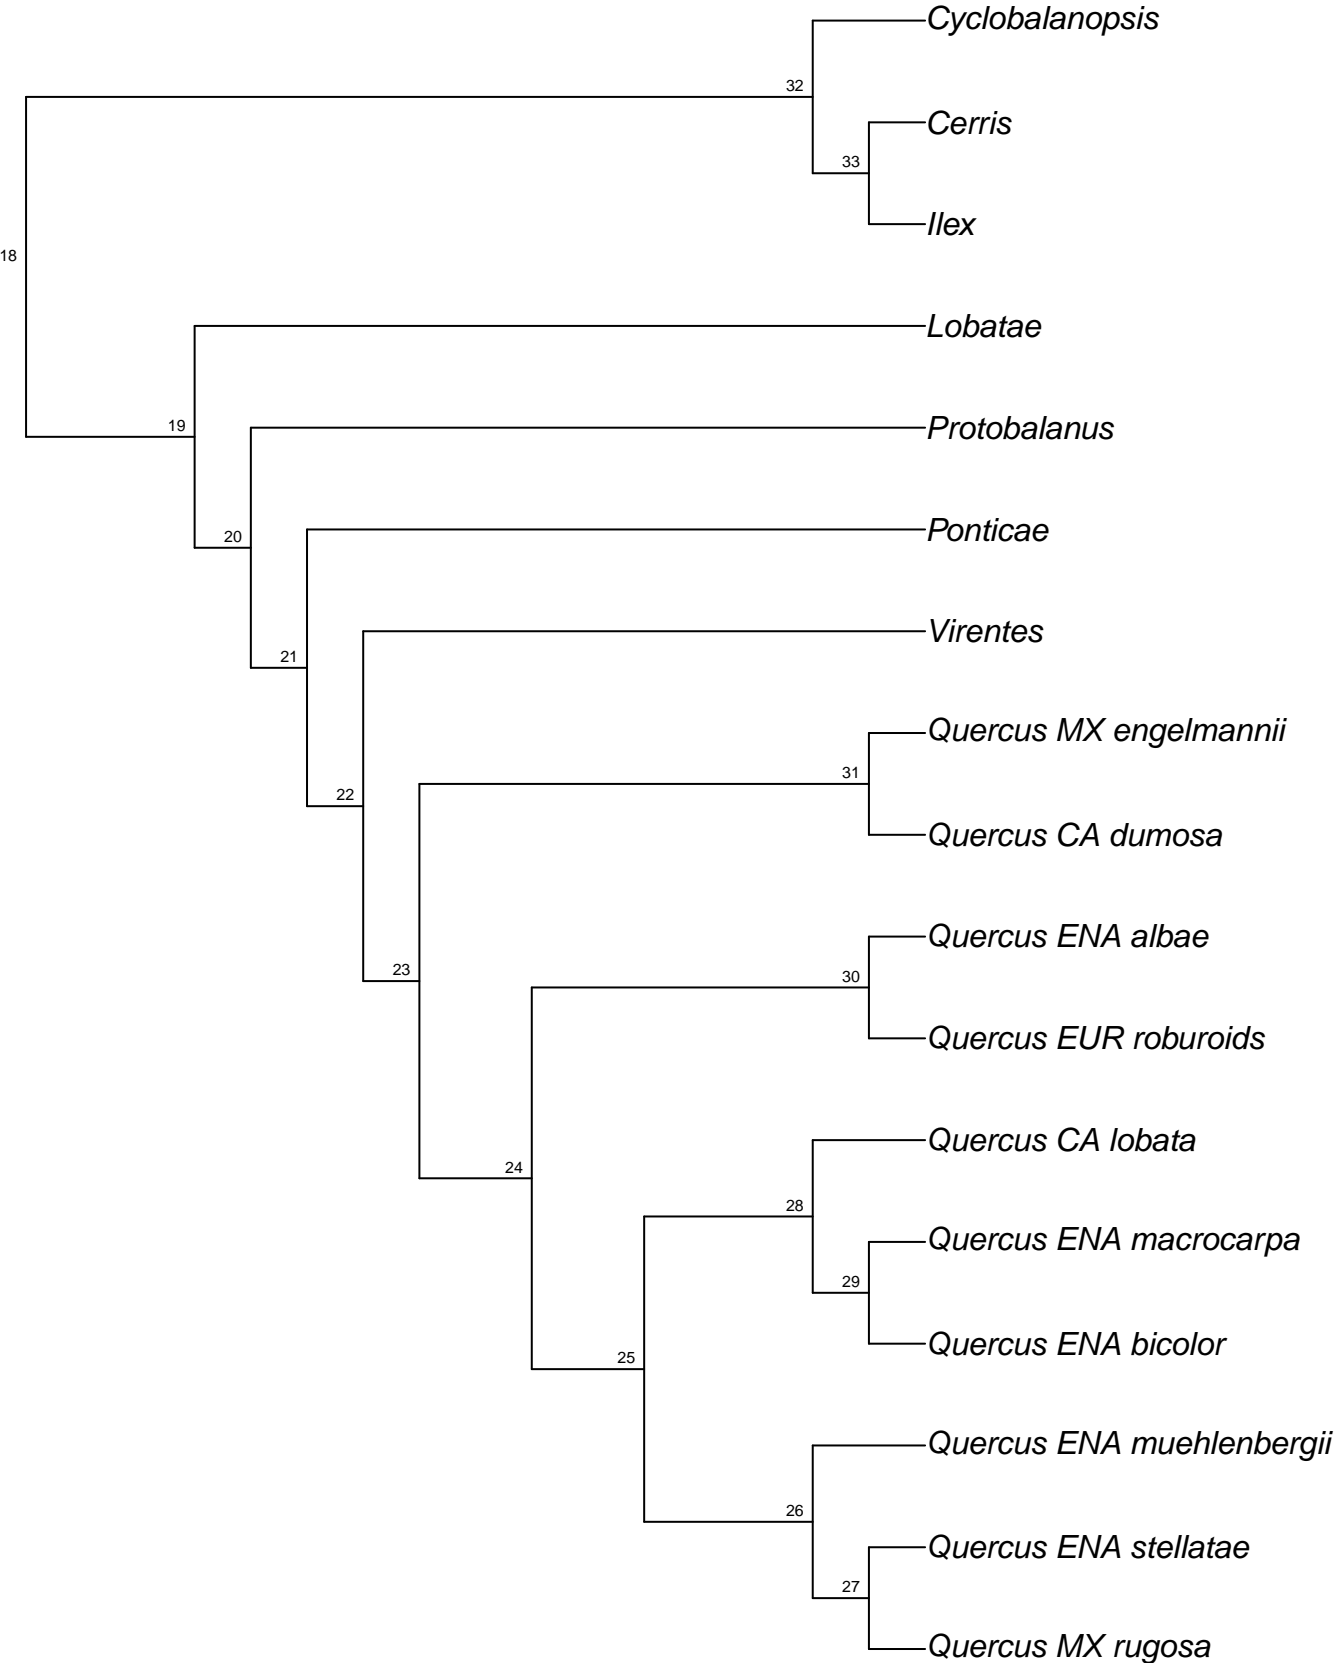 Cyclobalanopsis
32
Cerris
33
Ilex
18
Lobatae
19
Protobalanus
20
Ponticae
Virentes
21
Quercus MX engelmannii
31
22
Quercus CA dumosa
Quercus ENA albae
23
30
Quercus EUR roburoids
Quercus CA lobata
24
28
Quercus ENA macrocarpa
29
Quercus ENA bicolor
25
Quercus ENA muehlenbergii
26
Quercus ENA stellatae
27
Quercus MX rugosa